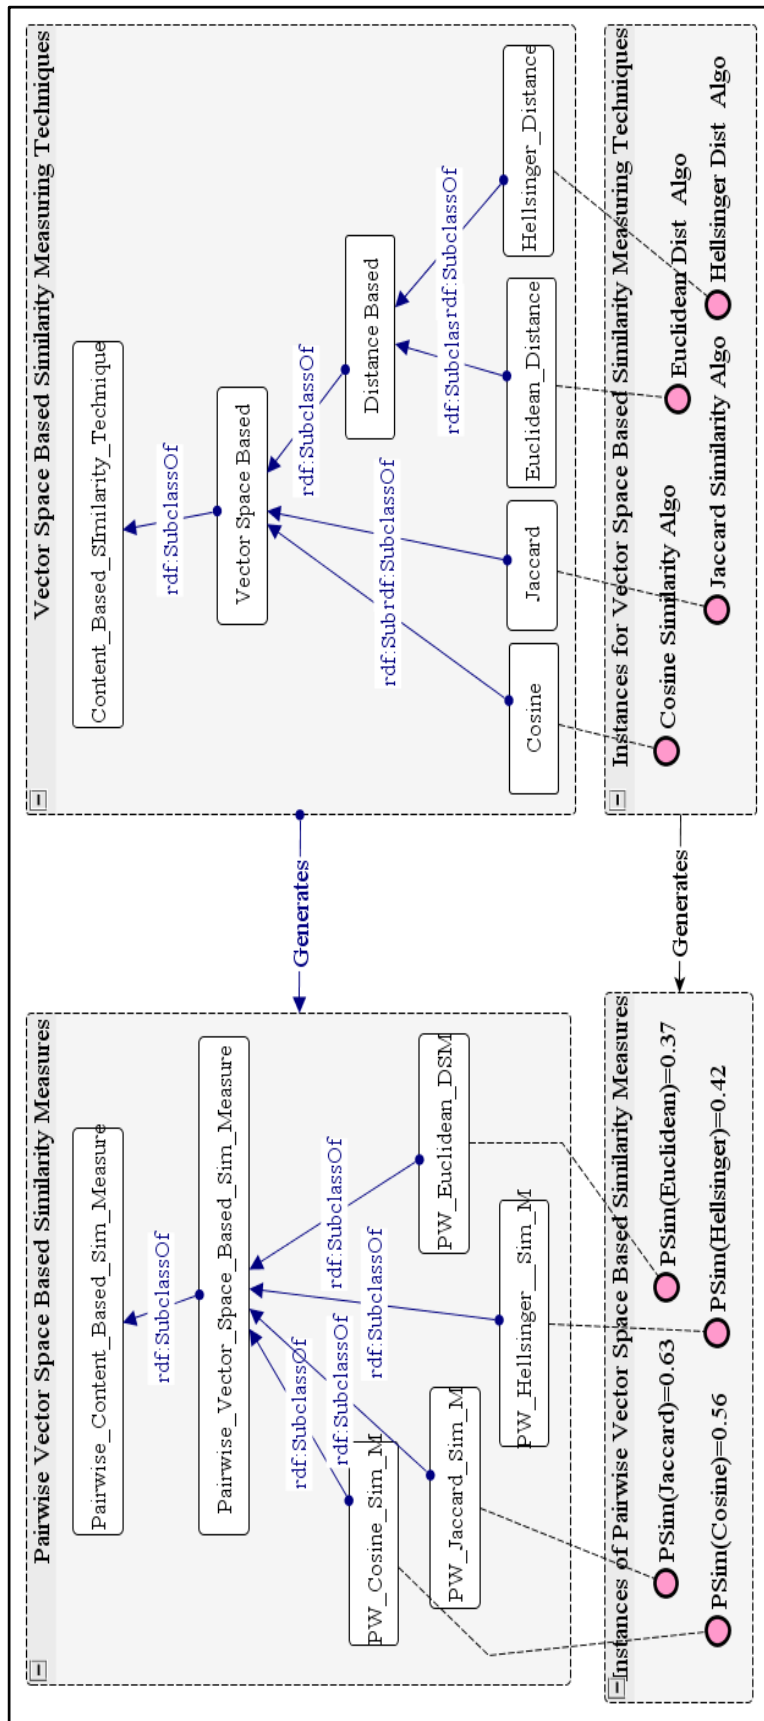 Vector Space Based Similarity Measuring Techniques
Content_Based_SImilarity_Technique
rdf:SubclassOf
Vector Space Based
rdf:SubclassOf
Distance Based
rdf:Sub
rdf:SubclassOf
rdf:Subclas
rdf:SubclassOf
Cosine
Jaccard
Euclidean_Distance
Hellsinger_Distance
Instances for Vector Space Based Similarity Measuring Techniques
Cosine Similarity Algo
Euclidean Dist Algo
Jaccard Similarity Algo
Hellsinger Dist Algo
Generates
Generates
Pairwise Vector Space Based Similarity Measures
Pairwise_Content_Based_Sim_Measure
rdf:SubclassOf
Pairwise_Vector_Space_Based_Sim_Measure
rdf:SubclassOf
rdf:SubclassOf
rdf:SubclassOf
rdf:SubclassOf
PW_Cosine_Sim_M
PW_Jaccard_Sim_M
PW_Hellsinger__Sim_M
PW_Euclidean_DSM
Instances of Pairwise Vector Space Based Similarity Measures
PSim(Jaccard)=0.63
PSim(Euclidean)=0.37
PSim(Cosine)=0.56
PSim(Hellsinger)=0.42